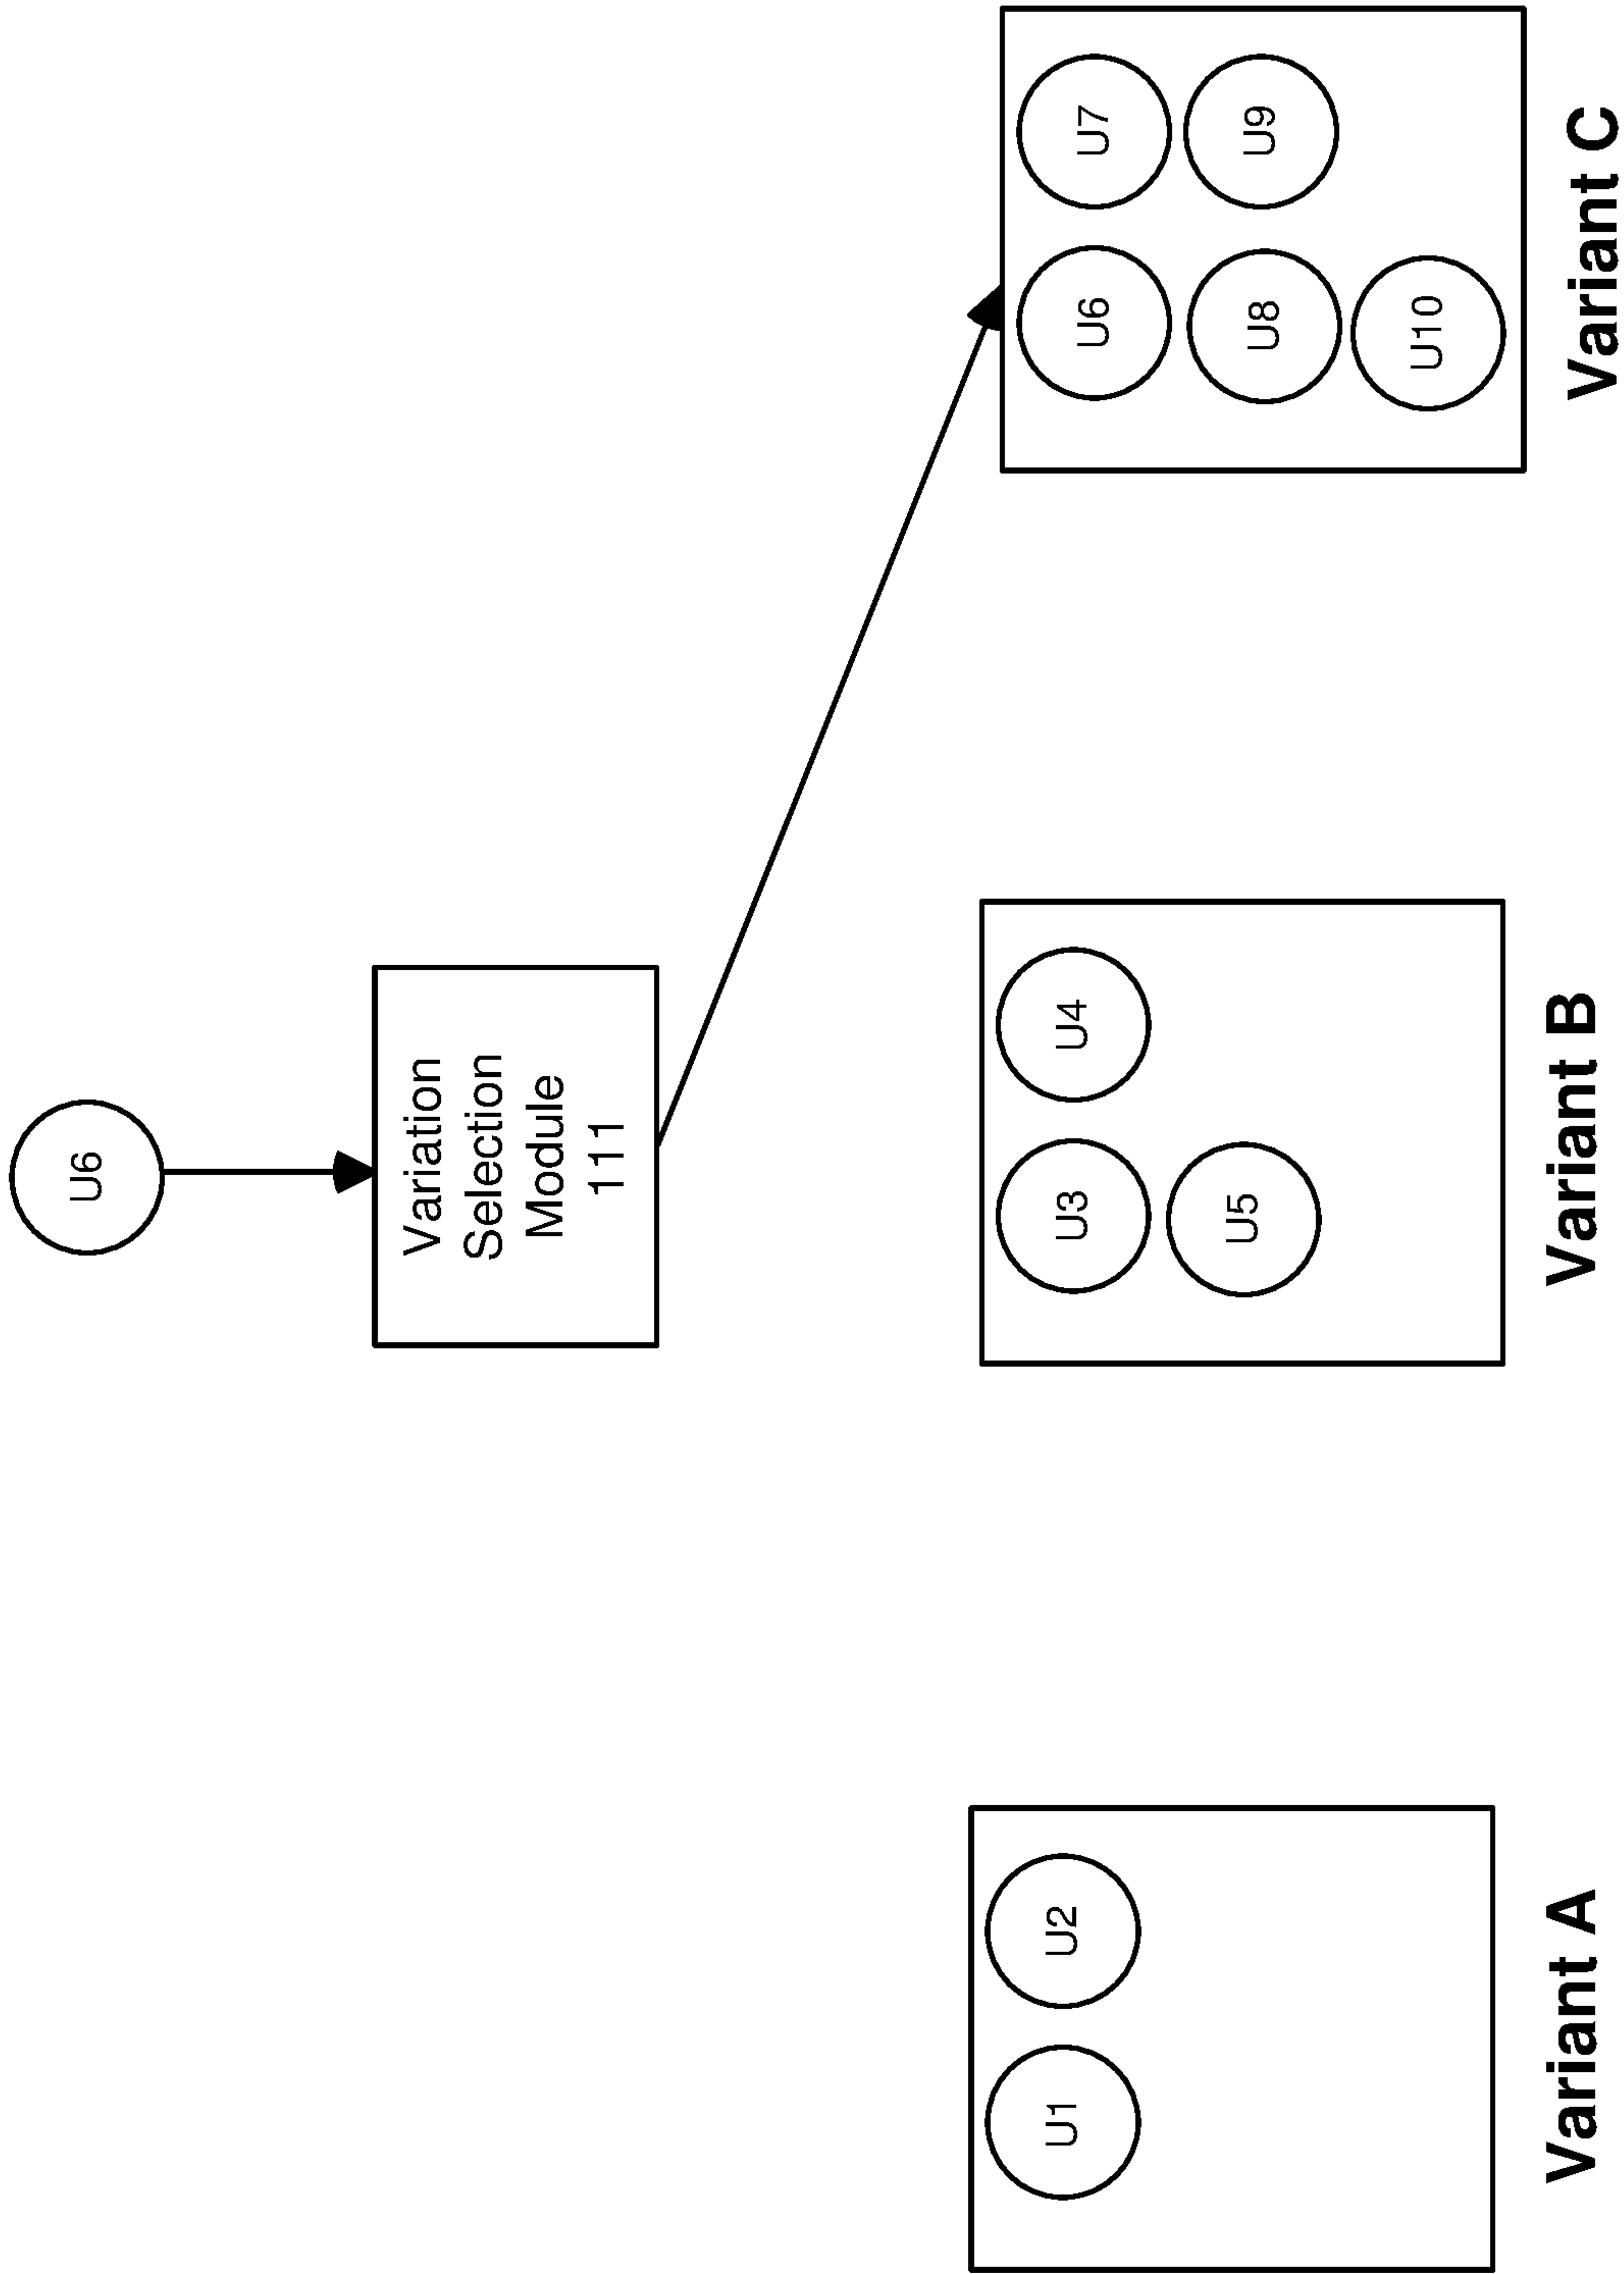 U6
Variation
Selection
Module
111
U1
U2
Variant A
U3
U4
U5
Variant B
U6
U7
U8
U9
U10
Variant C